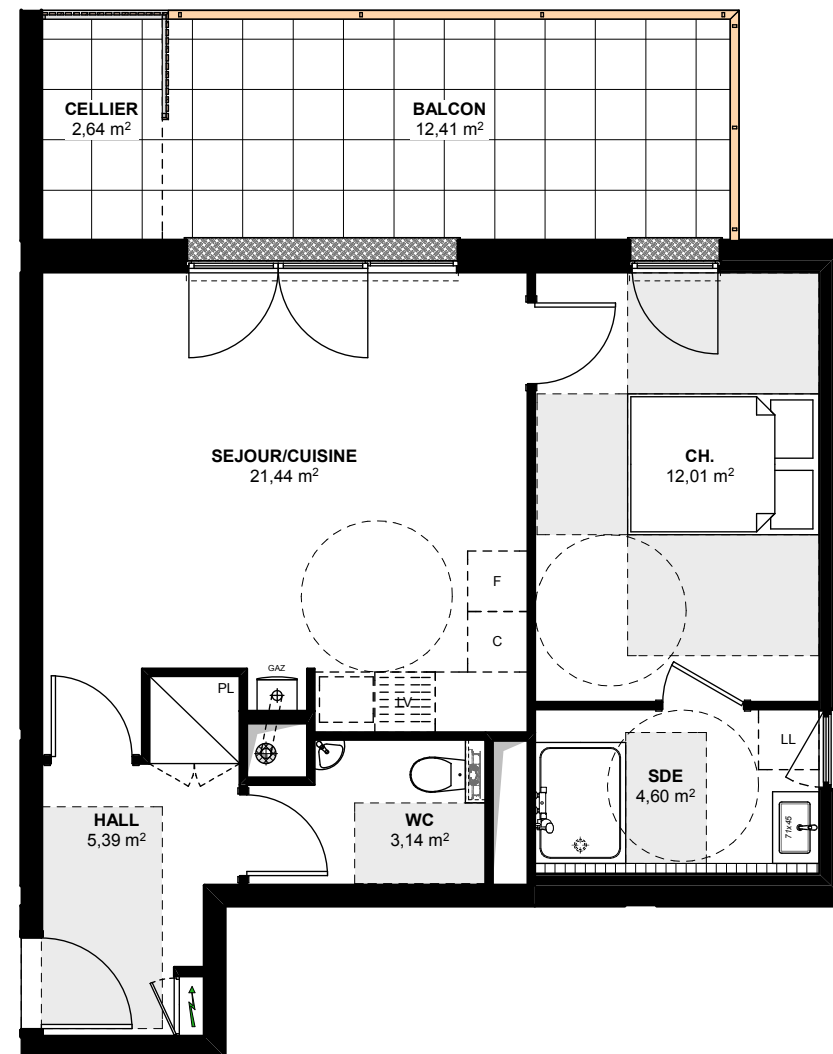 CELLIER
2,64 m²
BALCON
12,41 m²
SEJOUR/CUISINE
21,44 m²
CH.
12,01 m²
F
C
GAZ
PL
LV
LL
SDE
4,60 m²
HALL
5,39 m²
WC
3,14 m²
71x45